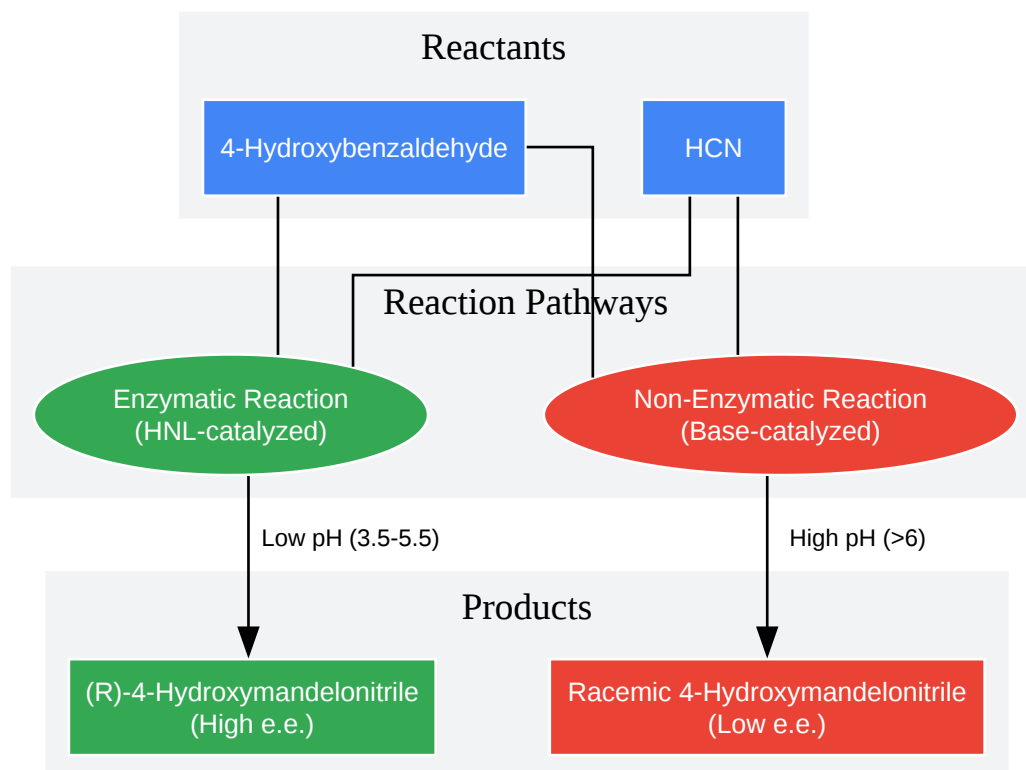 Reactants
4-Hydroxybenzaldehyde
HCN
Reaction Pathways
Enzymatic Reaction
(HNL-catalyzed)
Non-Enzymatic Reaction
(Base-catalyzed)
Low pH (3.5-5.5)
High pH (>6)
Products
(R)-4-Hydroxymandelonitrile
(High e.e.)
Racemic 4-Hydroxymandelonitrile
(Low e.e.)